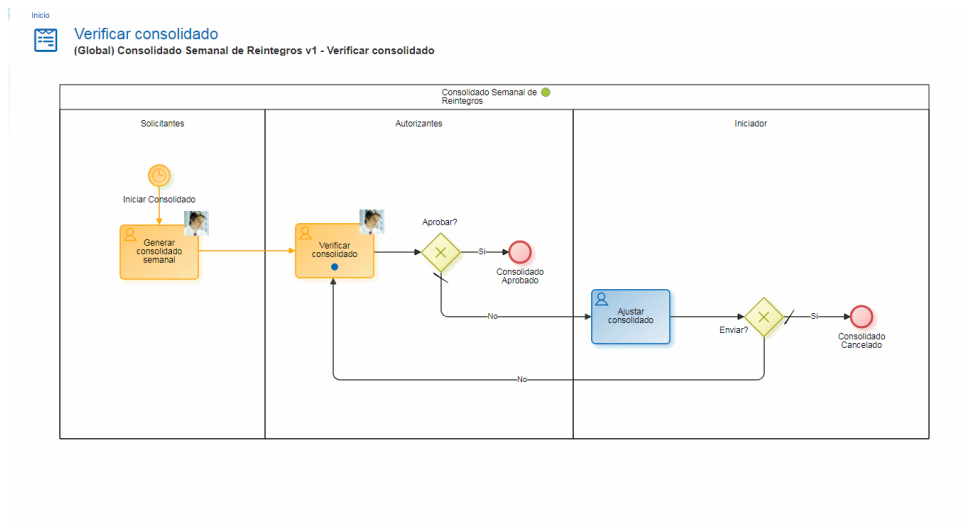 Inicio
Verificar consolidado
(Global) Consolidado Semanal de Reintegros v1 - Verificar consolidado
Consolidado Semanal de
Reintegros
Solicitantes
Autorizantes
Iniciador
Iniciar Consolidado
Generar
consolidado
semanal
Verificar
consolidado
Aprobar?
Si
Consolidado
Aprobado
No
Ajustar
consolidado
Enviar?
Si
Consolidado
Cancelado
No